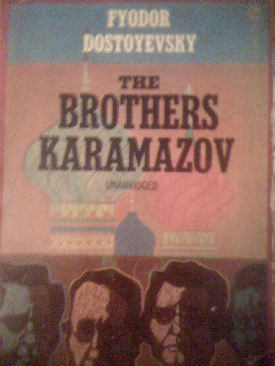 FYODOR
DOSTOYEVSKY
THE
BROTHERS
KARAMAZOV
UNABRIDGED